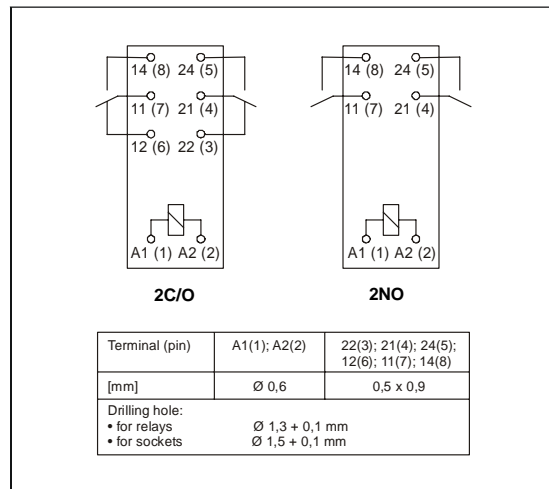 14 (8) 24 (5) 14 (8) 24 (5)
11 (7) 21 (4) 11 (7) 21 (4)
12 (6) 22 (3)
A1 (1) A2 (2) A1 (1) A2 (2)
2C/O 2NO
Terminal (pin) A1(1); A2(2) 22(3); 21(4); 24(5);
12(6); 11(7); 14(8)
[mm] Ø 0,6 0,5 x 0,9
Drilling hole:
• for relays Ø 1,3 + 0,1 mm
• for sockets Ø 1,5 + 0,1 mm